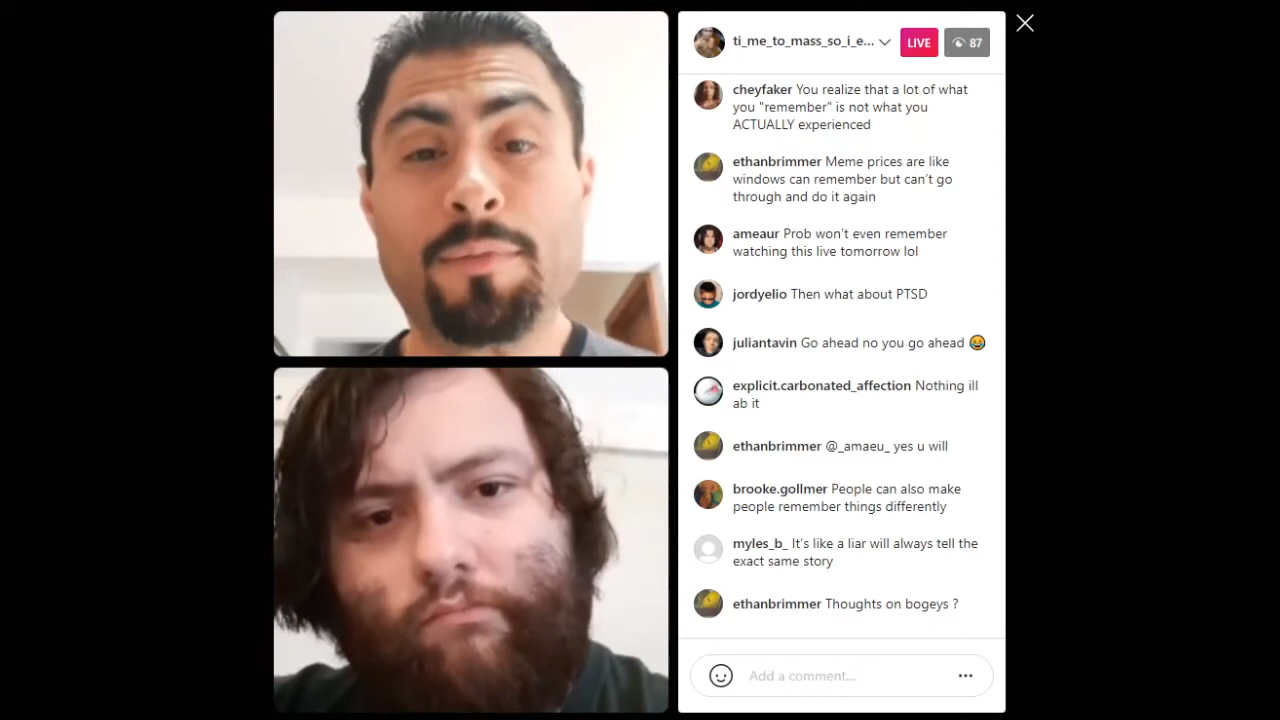 ti_me_to_mass_so_i_e...
LIVE
87
cheyfaker You realize that a lot of what
you "remember" is not what you
ACTUALLY experienced
ethanbrimmer Meme prices are like
windows can remember but can't go
through and do it again
ameaur Prob won't even remember
watching this live tomorrow lol
jordyelio Then what about PTSD
juliantavin Go ahead no you go ahead 😂
explicit.carbonated_affection Nothing ill
ab it
ethanbrimmer @_amaeu_ yes u will
brooke.gollmer People can also make
people remember things differently
myles_b_ It's like a liar will always tell the
exact same story
ethanbrimmer Thoughts on bogeys ?
Add a comment...